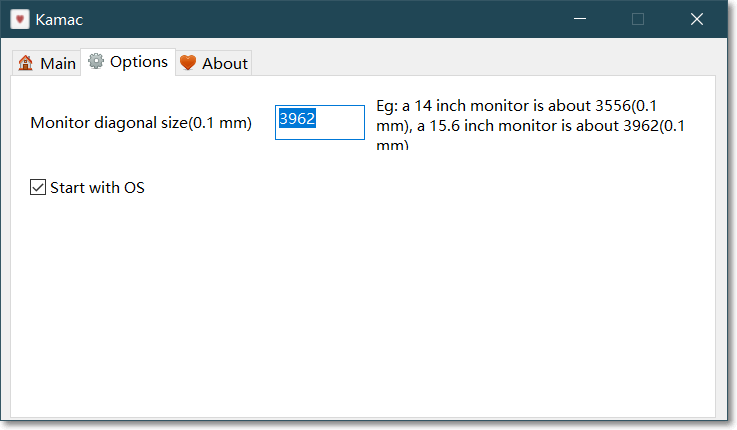 Kamac
Main Options About
Monitor diagonal size(0.1 mm) 3962 Eg: a 14 inch monitor is about 3556(0.1
mm), a 15.6 inch monitor is about 3962(0.1
mm)
Start with OS